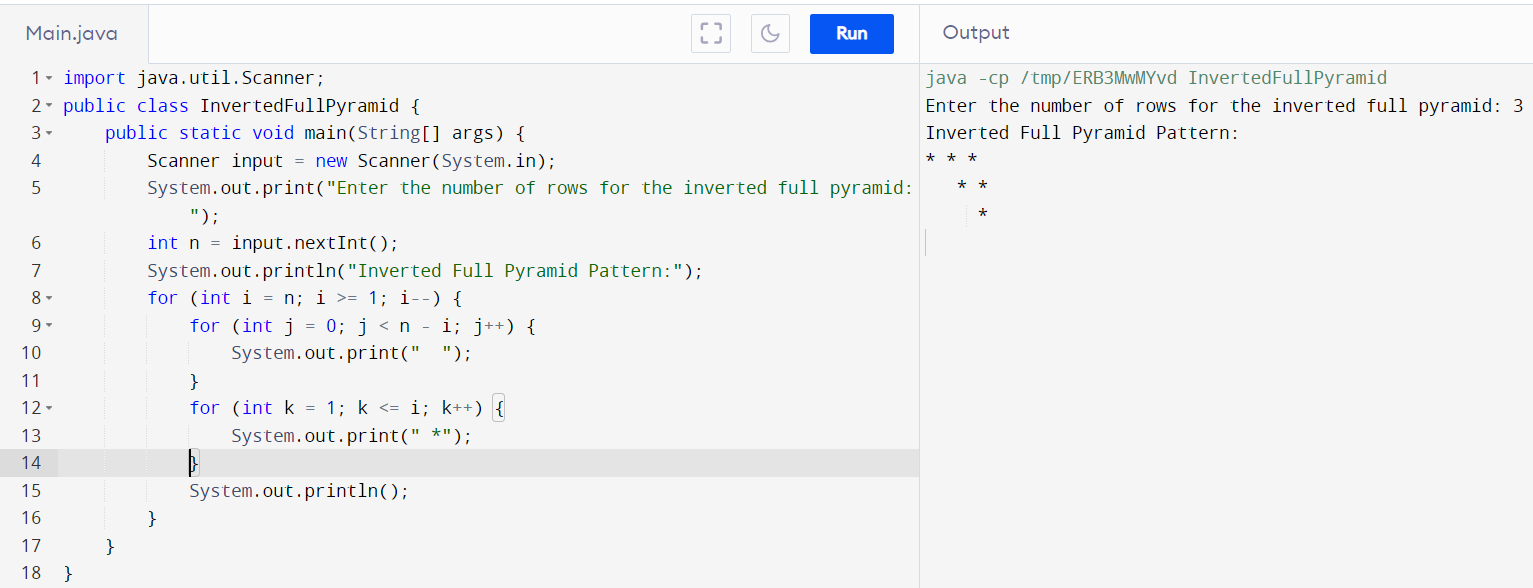 Main.java
Run
Output
1 import java.util.Scanner;
2 public class InvertedFullPyramid {
3     public static void main(String[] args) {
4         Scanner input = new Scanner(System.in);
5         System.out.print("Enter the number of rows for the inverted full pyramid:
            ");
6         int n = input.nextInt();
7         System.out.println("Inverted Full Pyramid Pattern:");
8         for (int i = n; i >= 1; i--) {
9             for (int j = 0; j < n - i; j++) {
10                System.out.print("  ");
11            }
12            for (int k = 1; k <= i; k++) {
13                System.out.print(" *");
14            }
15            System.out.println();
16        }
17    }
18 }
java -cp /tmp/ERB3MwMYvd InvertedFullPyramid
Enter the number of rows for the inverted full pyramid: 3
Inverted Full Pyramid Pattern:
* * *
   * *
     *